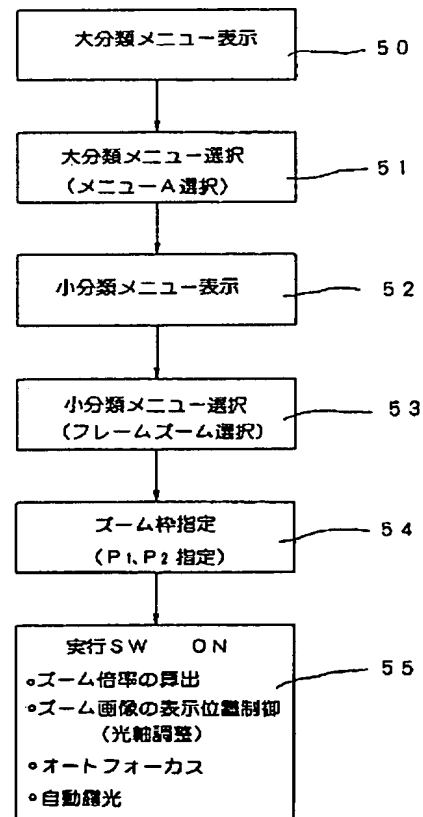 大分類メニュー表示
50
大分類メニュー選択
(メニューA選択)
51
小分類メニュー表示
52
小分類メニュー選択
(フレームズーム選択)
53
ズーム枠指定
(P1、P2 指定)
54
実行SW ON
55
○ズーム倍率の算出
○ズーム画像の表示位置制御
(光軸調整)
○オートフォーカス
○自動露光